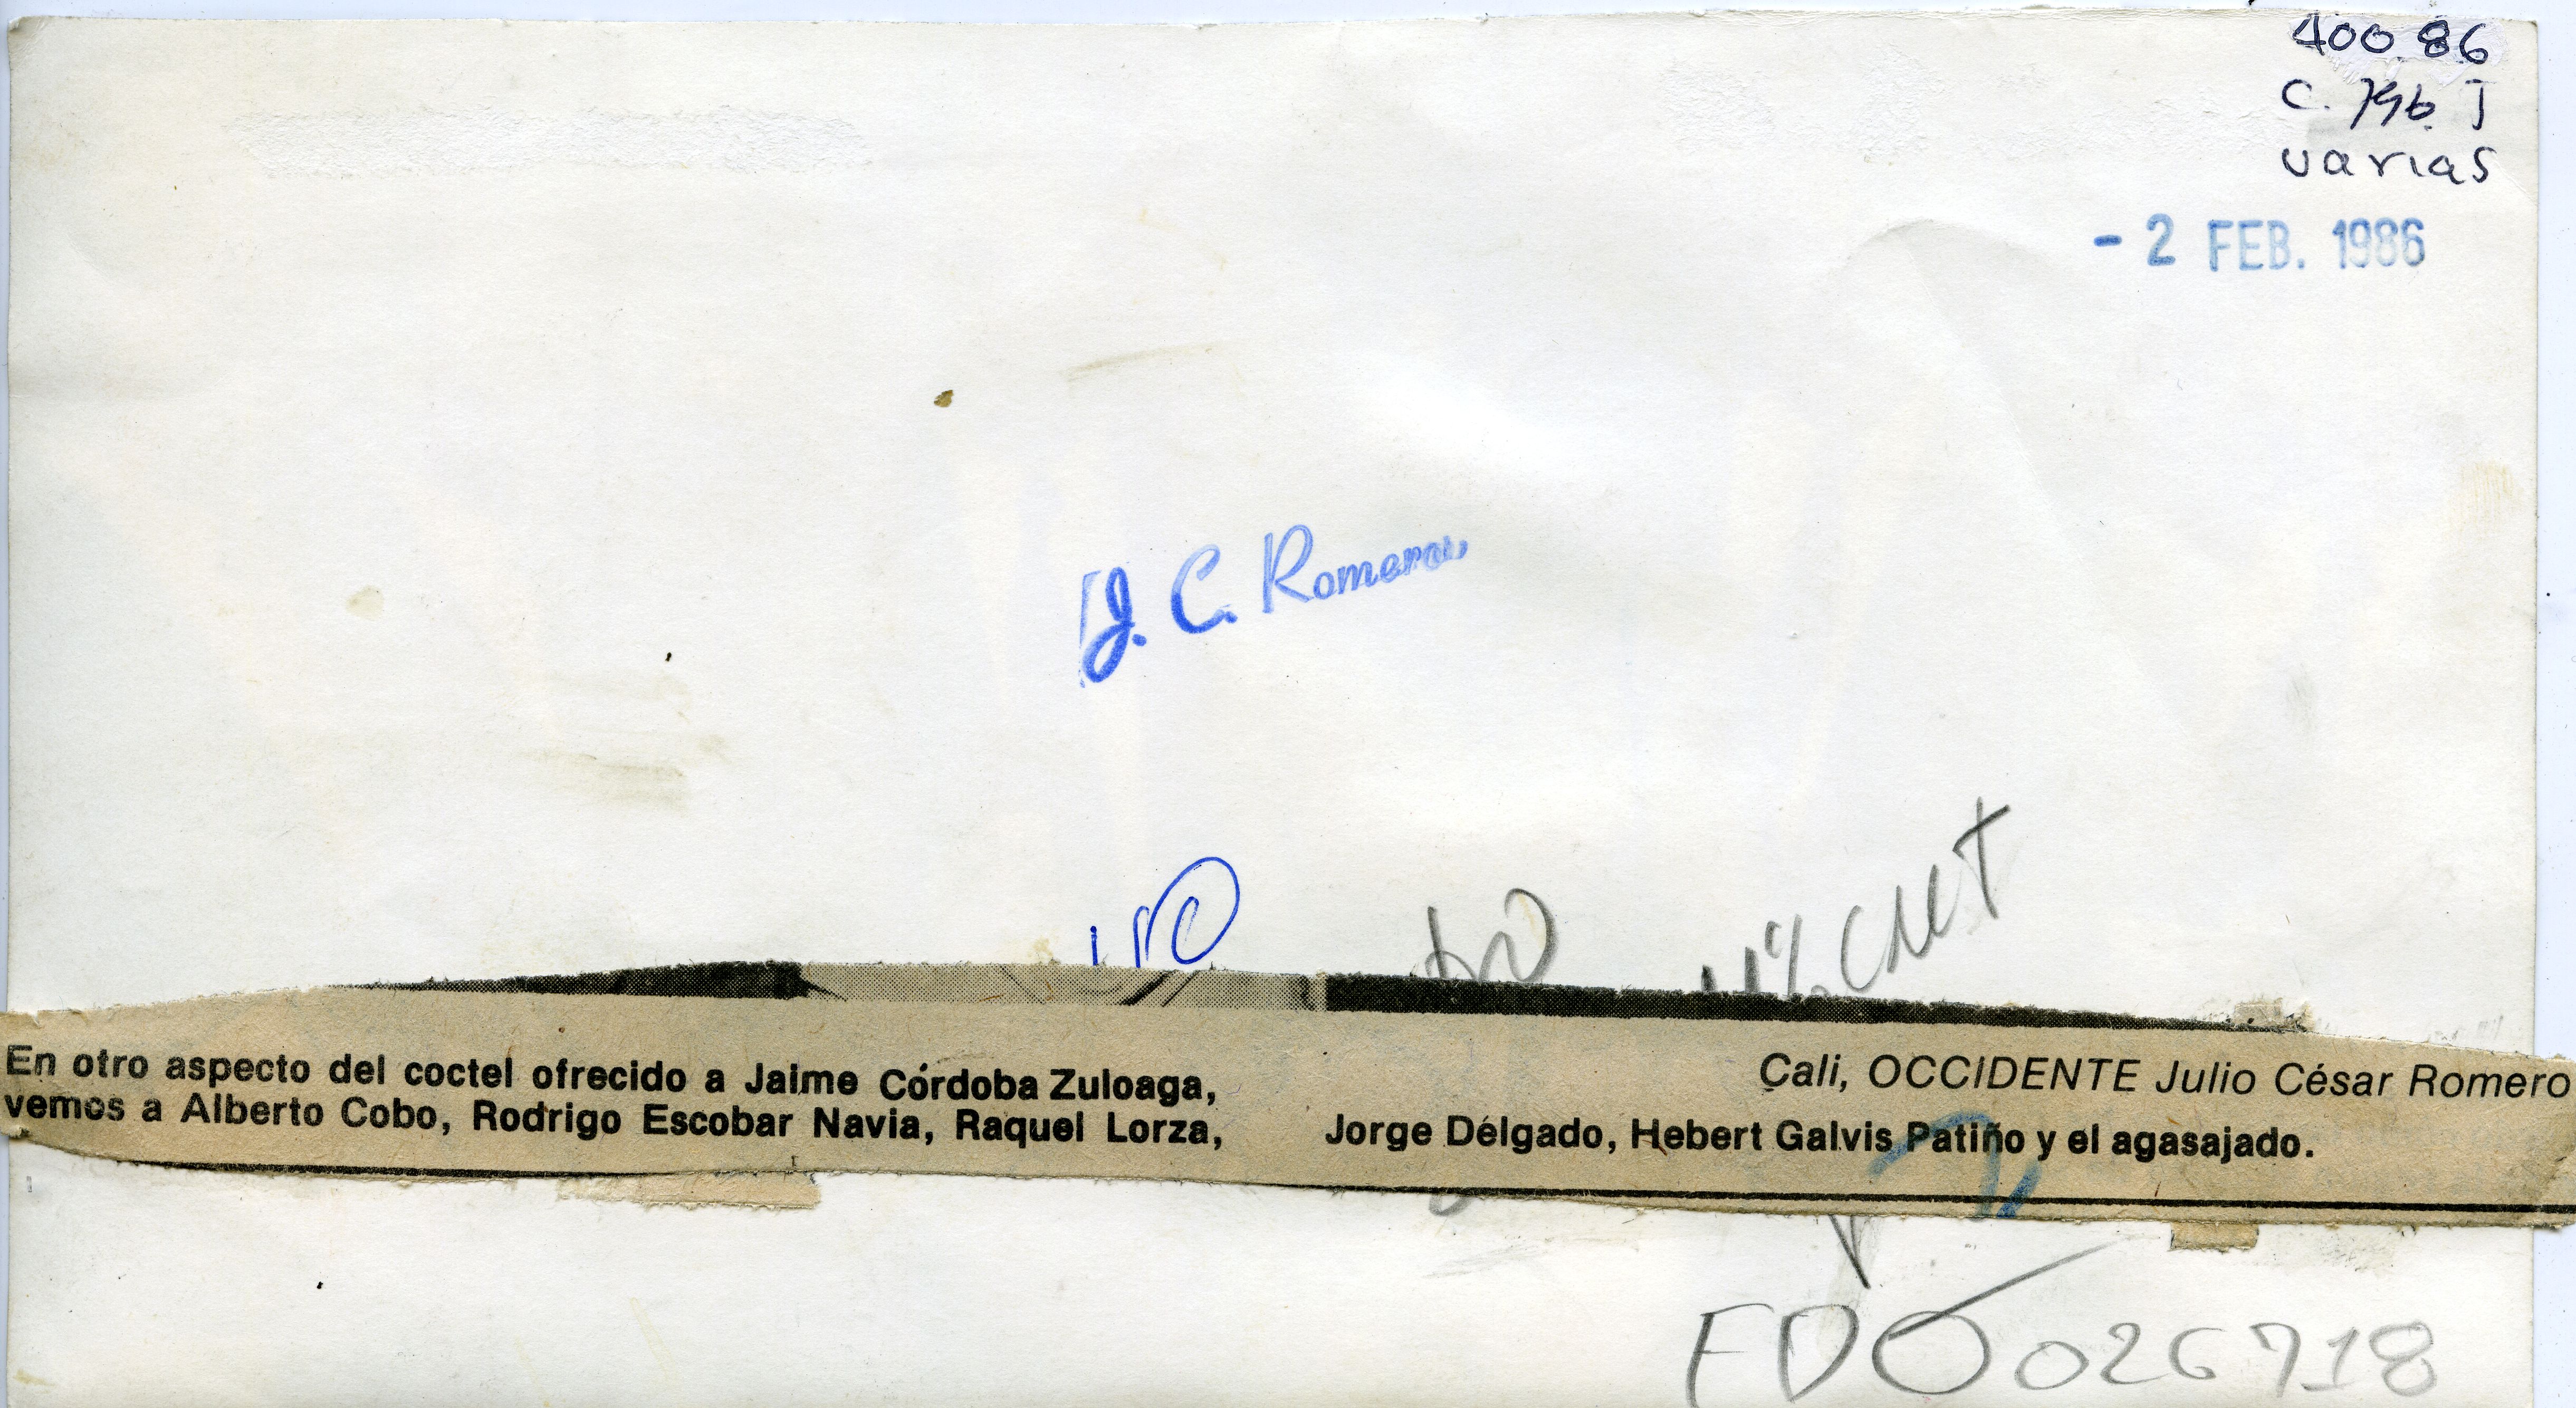 400.86
C. 796 J
varias
- 2 FEB. 1986
J. C. Romero
En otro aspecto del coctel ofrecido a Jaime Córdoba Zuloaga,
vemos a Alberto Cobo, Rodrigo Escobar Navia, Raquel Lorza,
Cali, OCCIDENTE Julio César Romero
Jorge Délgado, Hebert Galvis Patiño y el agasajado.
FDO026718